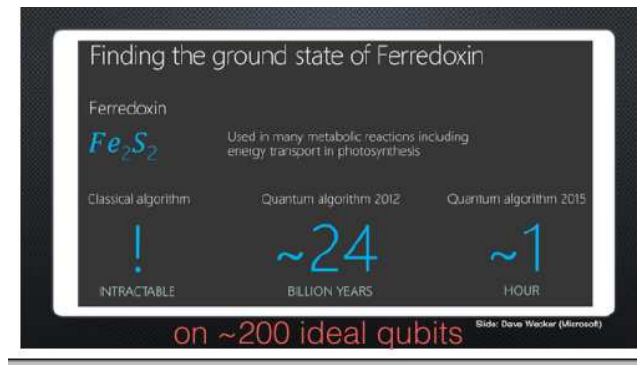 Finding the ground state of Ferredoxin
Ferredoxin
Fe₂S₂
Used in many metabolic reactions including
energy transport in photosynthesis
Classical algorithm
!
INTRACTABLE
Quantum algorithm 2012
~24
BILLION YEARS
Quantum algorithm 2015
~1
HOUR
on ~200 ideal qubits
Slide: Dave Wecker (Microsoft)